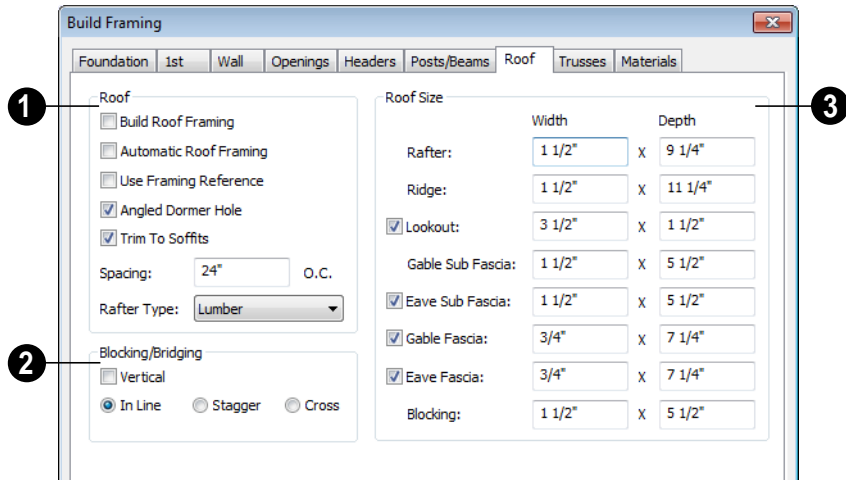 Build Framing
Foundation 1st Wall Openings Headers Posts/Beams Roof Trusses Materials
1
Roof
Build Roof Framing
Automatic Roof Framing
Use Framing Reference
Angled Dormer Hole
Trim To Soffits
Spacing: 24" O.C.
Rafter Type: Lumber
2
Blocking/Bridging
Vertical
In Line Stagger Cross
3
Roof Size
Width Depth
Rafter: 1 1/2" X 9 1/4"
Ridge: 1 1/2" X 11 1/4"
Lookout: 3 1/2" X 1 1/2"
Gable Sub Fascia: 1 1/2" X 5 1/2"
Eave Sub Fascia: 1 1/2" X 5 1/2"
Gable Fascia: 3/4" X 7 1/4"
Eave Fascia: 3/4" X 7 1/4"
Blocking: 1 1/2" X 5 1/2"